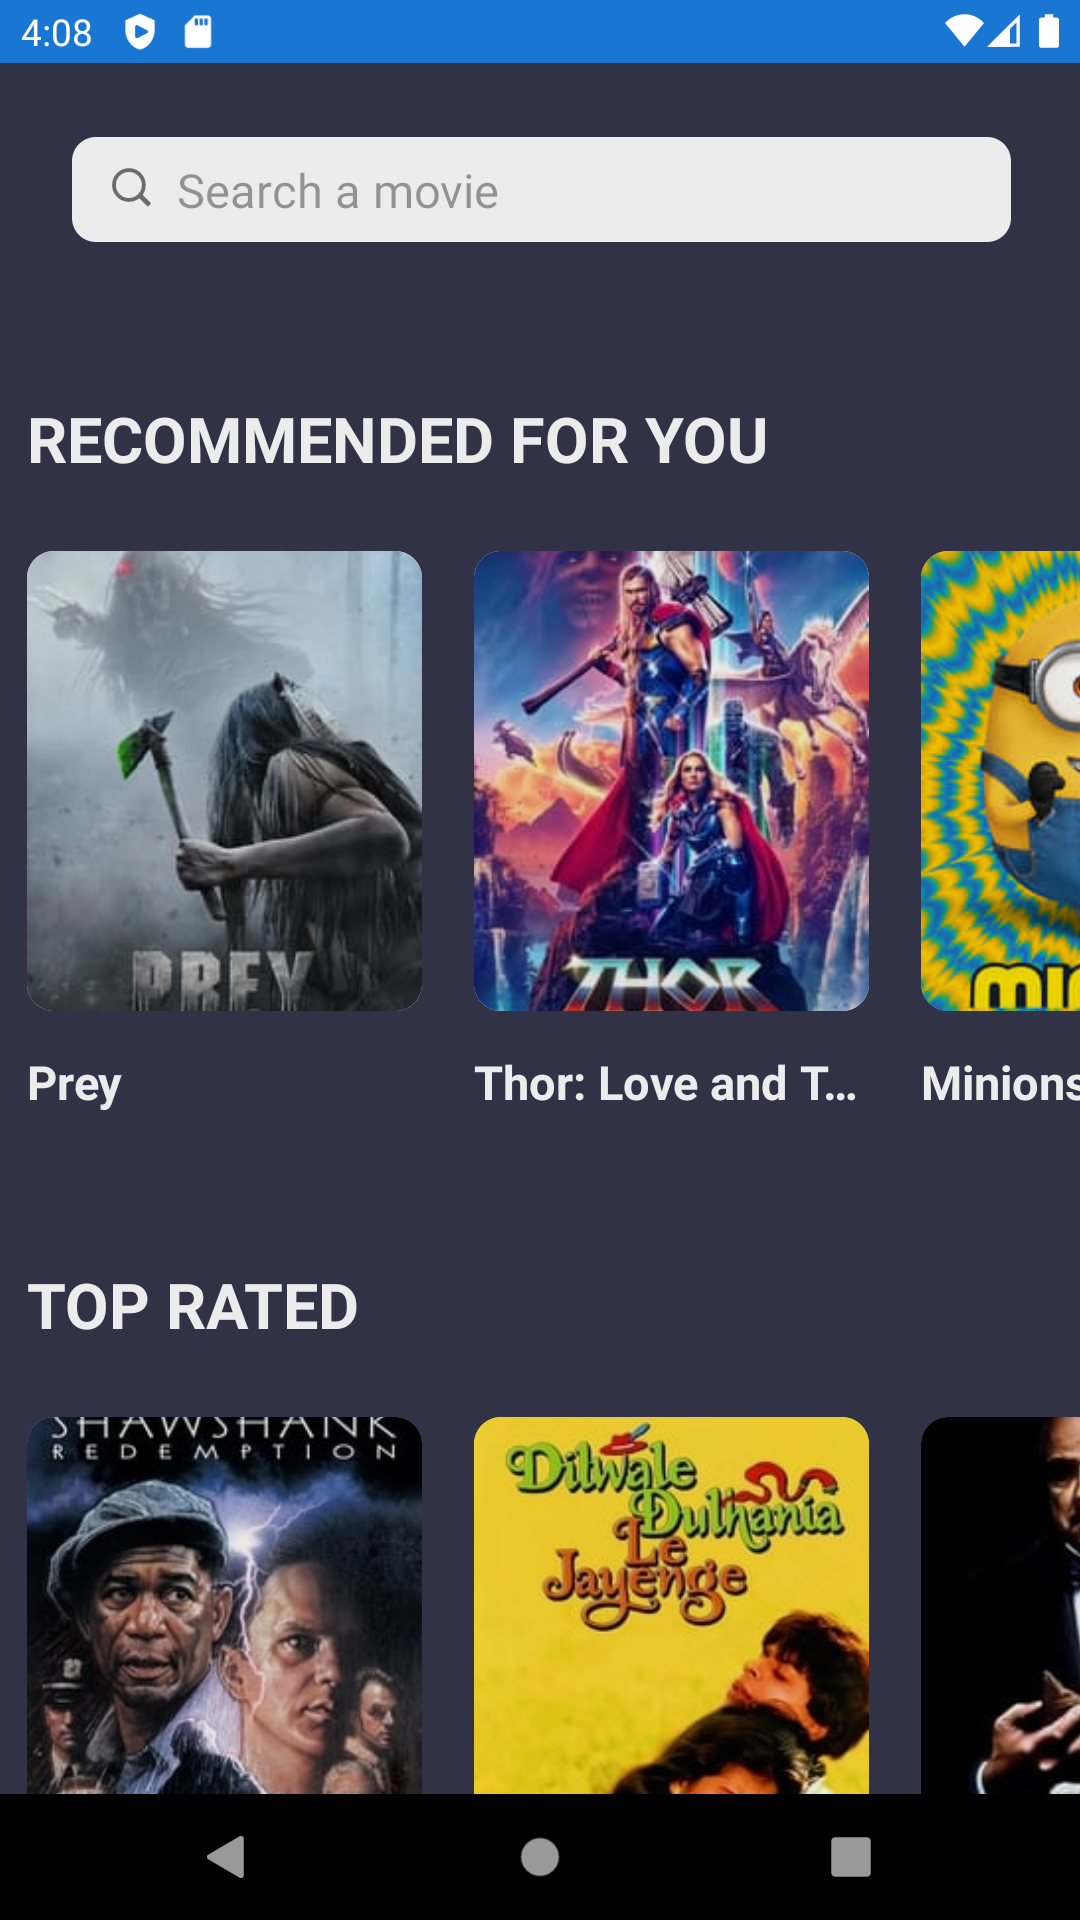 4:08
Search a movie
RECOMMENDED FOR YOU
PREY
THOR
MIN
Prey
Thor: Love and T...
Minions
TOP RATED
SHAWSHANK
REDEMPTION
Dilwale
Dulhania
Le
Jayenge